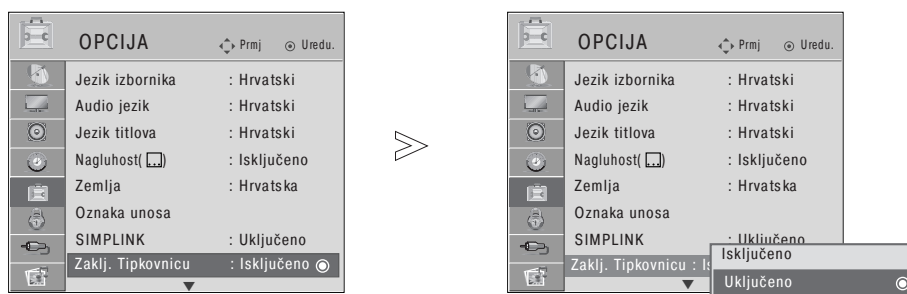 OPCIJA
Prmj Uredu.
Jezik izbornika : Hrvatski
Audio jezik : Hrvatski
Jezik titlova : Hrvatski
Nagluhost( ) : Isključeno
Zemlja : Hrvatska
Oznaka unosa
SIMPLINK : Uključeno
Zaklj. Tipkovnicu : Isključeno
OPCIJA
Prmj Uredu.
Jezik izbornika : Hrvatski
Audio jezik : Hrvatski
Jezik titlova : Hrvatski
Nagluhost( ) : Isključeno
Zemlja : Hrvatska
Oznaka unosa
SIMPLINK : Uključeno
Zaklj. Tipkovnicu :
Isključeno
Uključeno